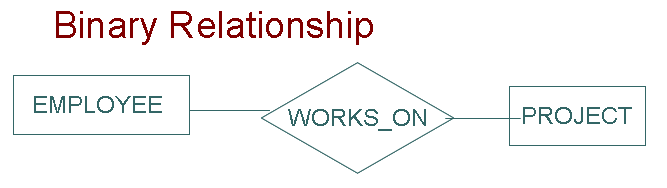 Binary Relationship
EMPLOYEE
WORKS_ON
PROJECT